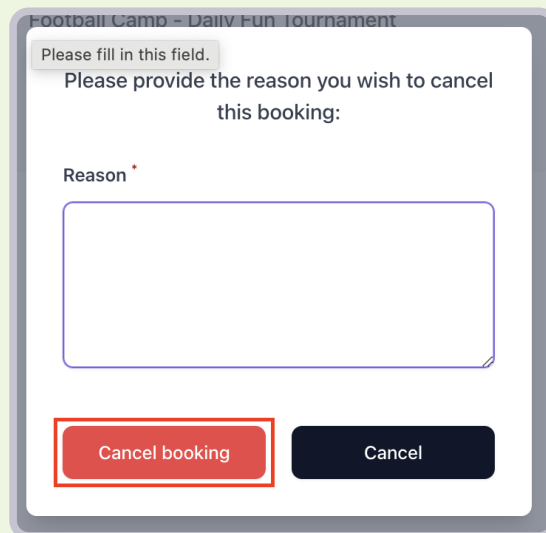 Football Camp - Daily Fun Tournament
Please fill in this field.
Please provide the reason you wish to cancel
this booking:
Reason *
Cancel booking
Cancel